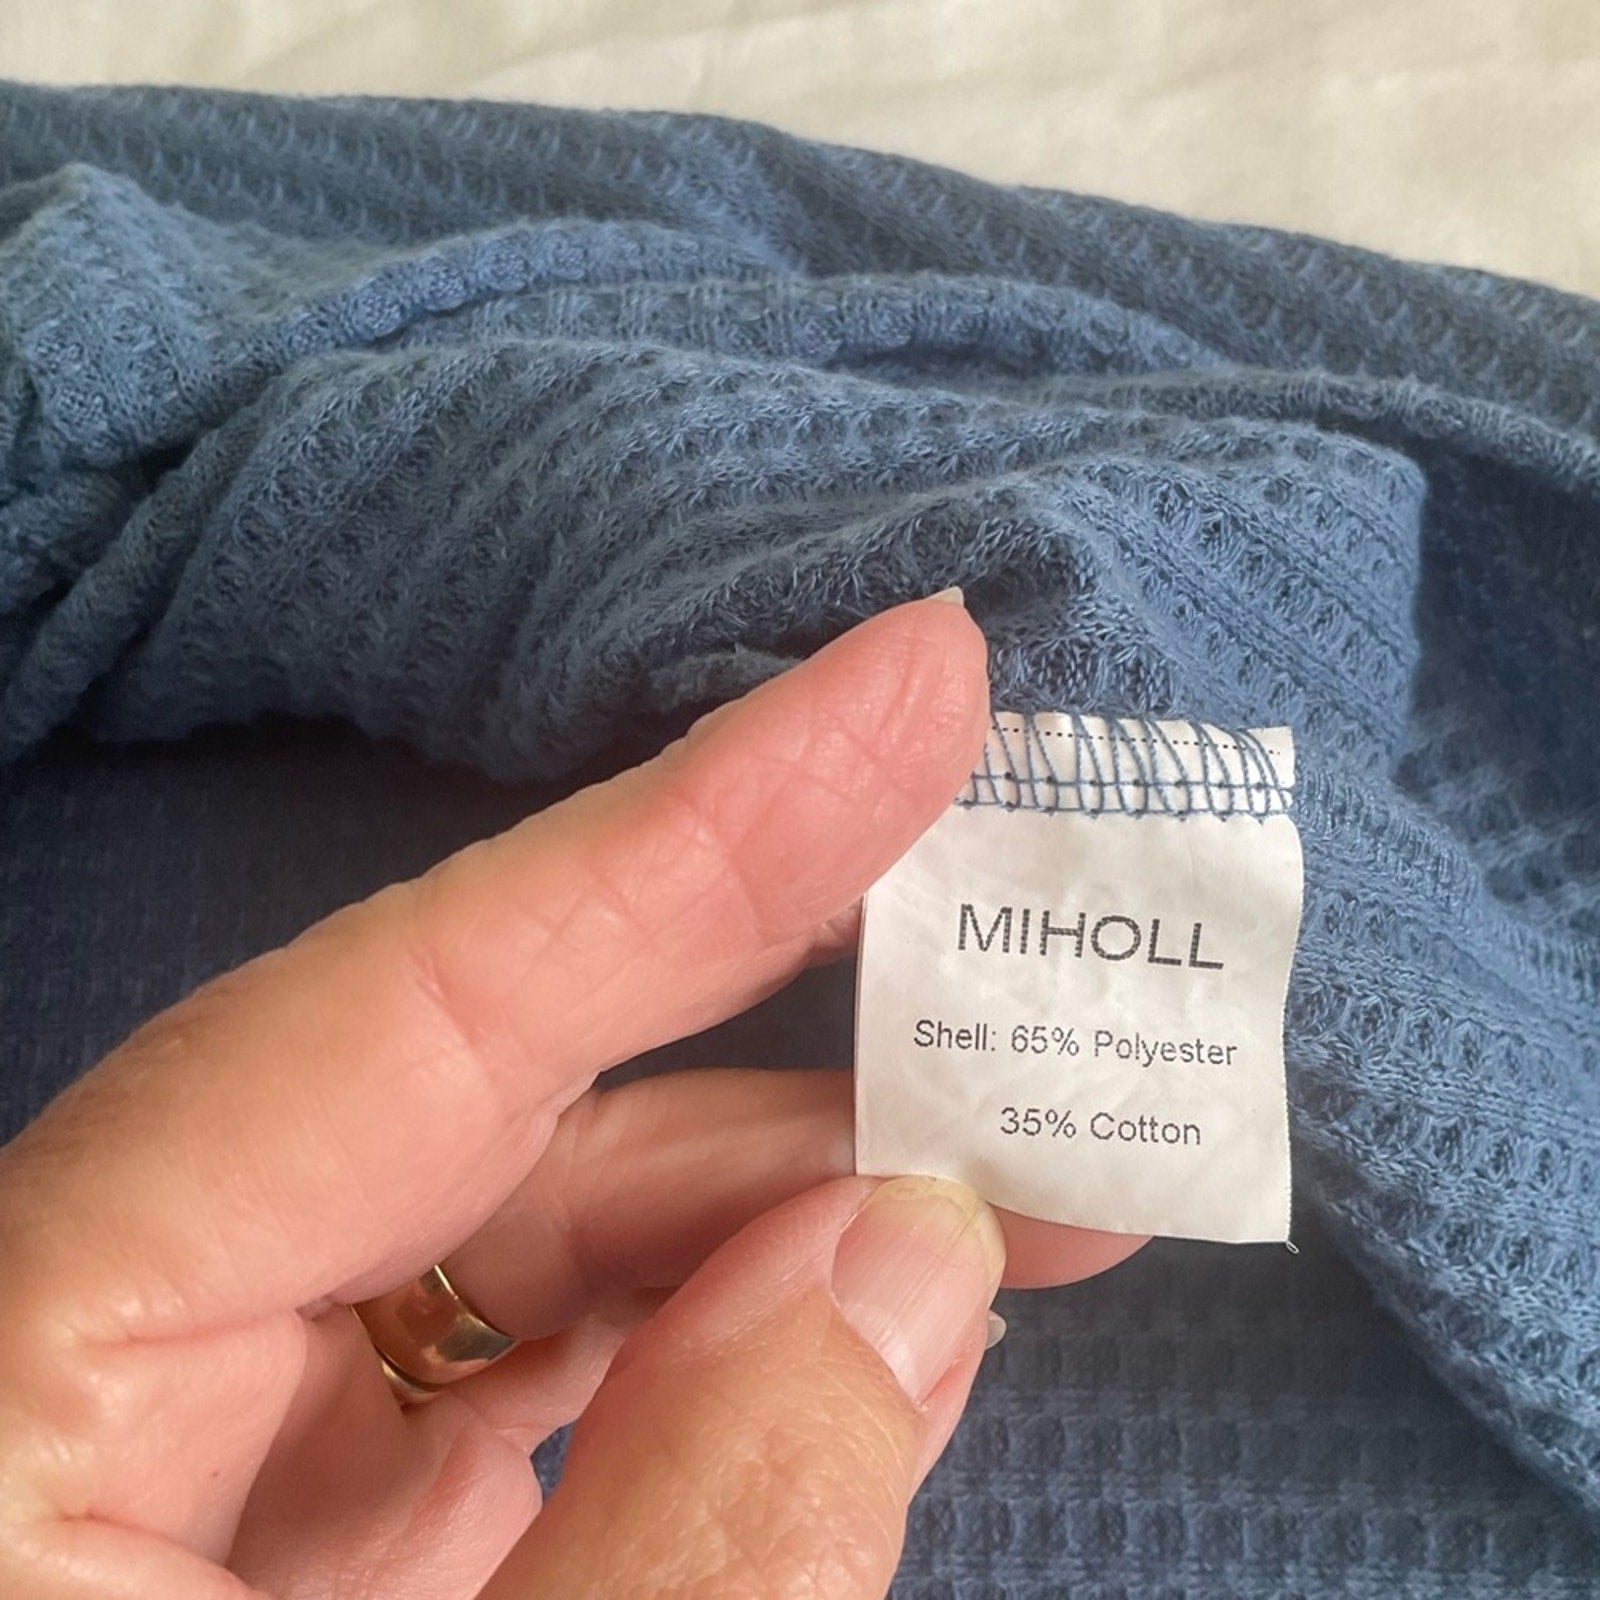 MIHOLL
Shell: 65% Polyester
35% Cotton